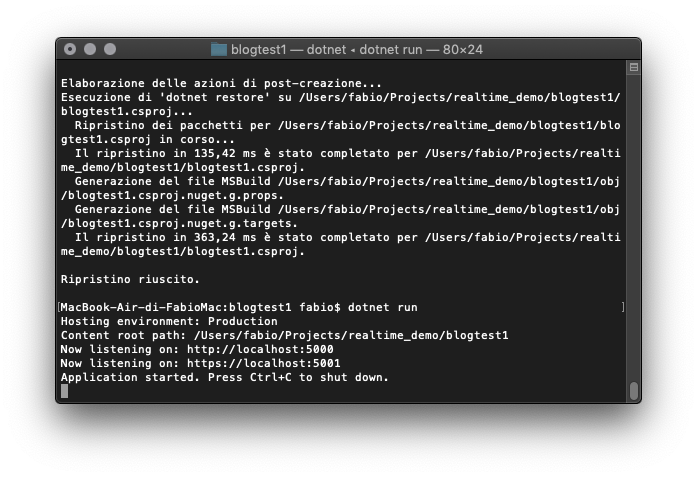 blogtest1 — dotnet ◂ dotnet run — 80×24
Elaborazione delle azioni di post-creazione...
Esecuzione di 'dotnet restore' su /Users/fabio/Projects/realtime_demo/blogtest1/
blogtest1.csproj...
  Ripristino dei pacchetti per /Users/fabio/Projects/realtime_demo/blogtest1/blo
gtest1.csproj in corso...
  Il ripristino in 135,42 ms è stato completato per /Users/fabio/Projects/realti
me_demo/blogtest1/blogtest1.csproj.
  Generazione del file MSBuild /Users/fabio/Projects/realtime_demo/blogtest1/obj
/blogtest1.csproj.nuget.g.props.
  Generazione del file MSBuild /Users/fabio/Projects/realtime_demo/blogtest1/obj
/blogtest1.csproj.nuget.g.targets.
  Il ripristino in 363,24 ms è stato completato per /Users/fabio/Projects/realti
me_demo/blogtest1/blogtest1.csproj.
Ripristino riuscito.
[MacBook-Air-di-FabioMac:blogtest1 fabio$ dotnet run ]
Hosting environment: Production
Content root path: /Users/fabio/Projects/realtime_demo/blogtest1
Now listening on: http://localhost:5000
Now listening on: https://localhost:5001
Application started. Press Ctrl+C to shut down.